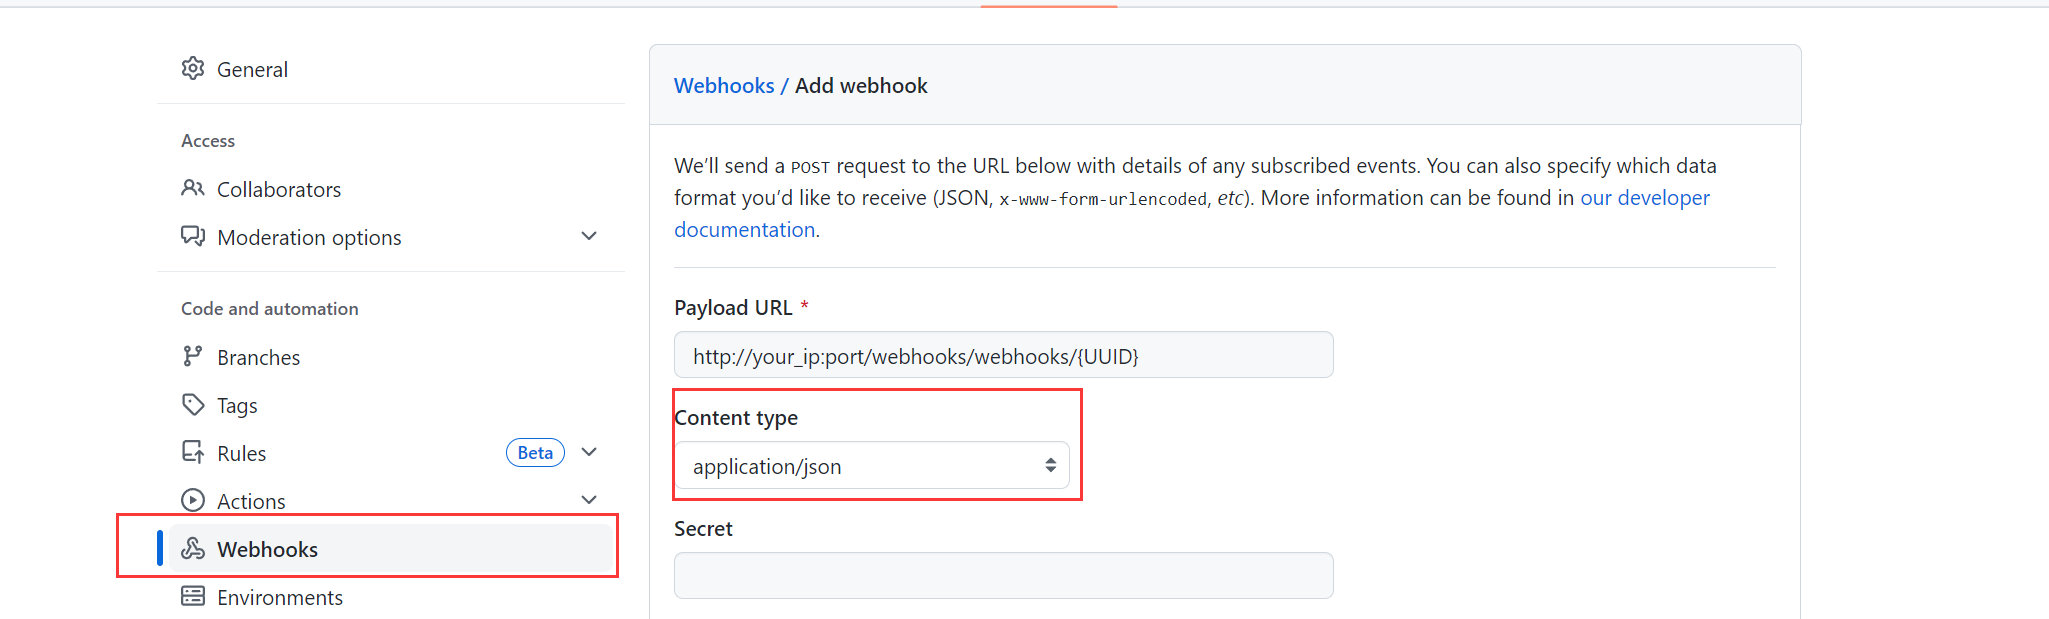 General
Access
Collaborators
Moderation options
Code and automation
Branches
Tags
Rules Beta
Actions
Webhooks
Environments
Webhooks / Add webhook
We’ll send a POST request to the URL below with details of any subscribed events. You can also specify which data
format you’d like to receive (JSON, x-www-form-urlencoded, etc). More information can be found in our developer
documentation.
Payload URL *
http://your_ip:port/webhooks/webhooks/{UUID}
Content type
application/json
Secret